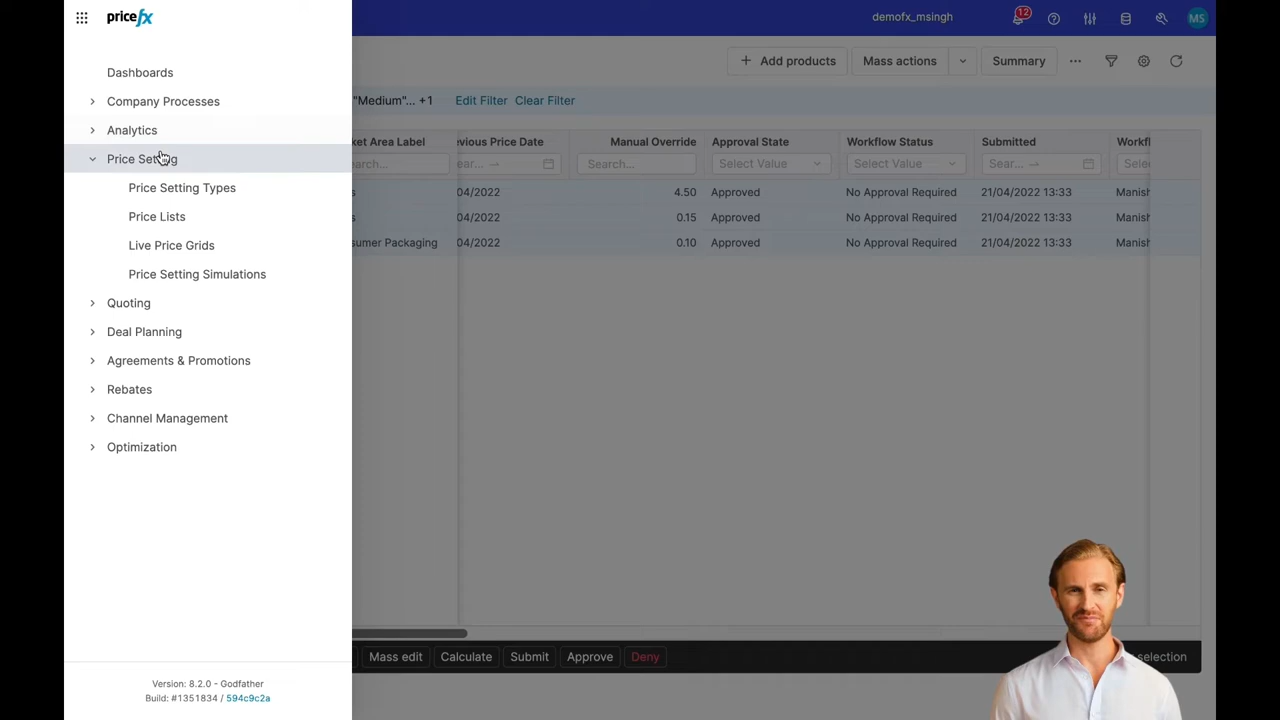 pricefx
demofx_msingh
12
MS
Dashboards
Company Processes
Analytics
Price Setting
Price Setting Types
Price Lists
Live Price Grids
Price Setting Simulations
Quoting
Deal Planning
Agreements & Promotions
Rebates
Channel Management
Optimization
Version: 8.2.0 - Godfather
Build: #1351834 / 594c9c2a
Add products
Mass actions
Summary
"Medium"... +1 Edit Filter Clear Filter
ket Area Label
evious Price Date
Manual Override
Approval State
Workflow Status
Submitted
Workfl
earch...
Search...
Select Value
Select Value
Sear...
Selec
s 04/2022 4.50 Approved No Approval Required 21/04/2022 13:33 Manish
s 04/2022 0.15 Approved No Approval Required 21/04/2022 13:33 Manish
sumer Packaging 04/2022 0.10 Approved No Approval Required 21/04/2022 13:33 Manish
Mass edit Calculate Submit Approve Deny selection